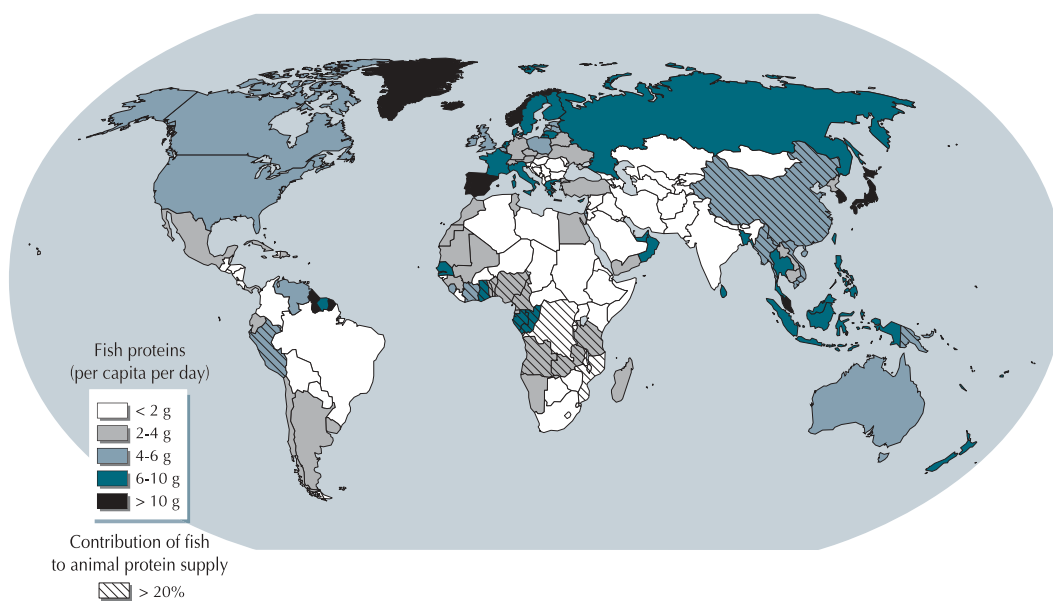 Fish proteins
(per capita per day)
< 2 g
2-4 g
4-6 g
6-10 g
> 10 g
Contribution of fish
to animal protein supply
> 20%